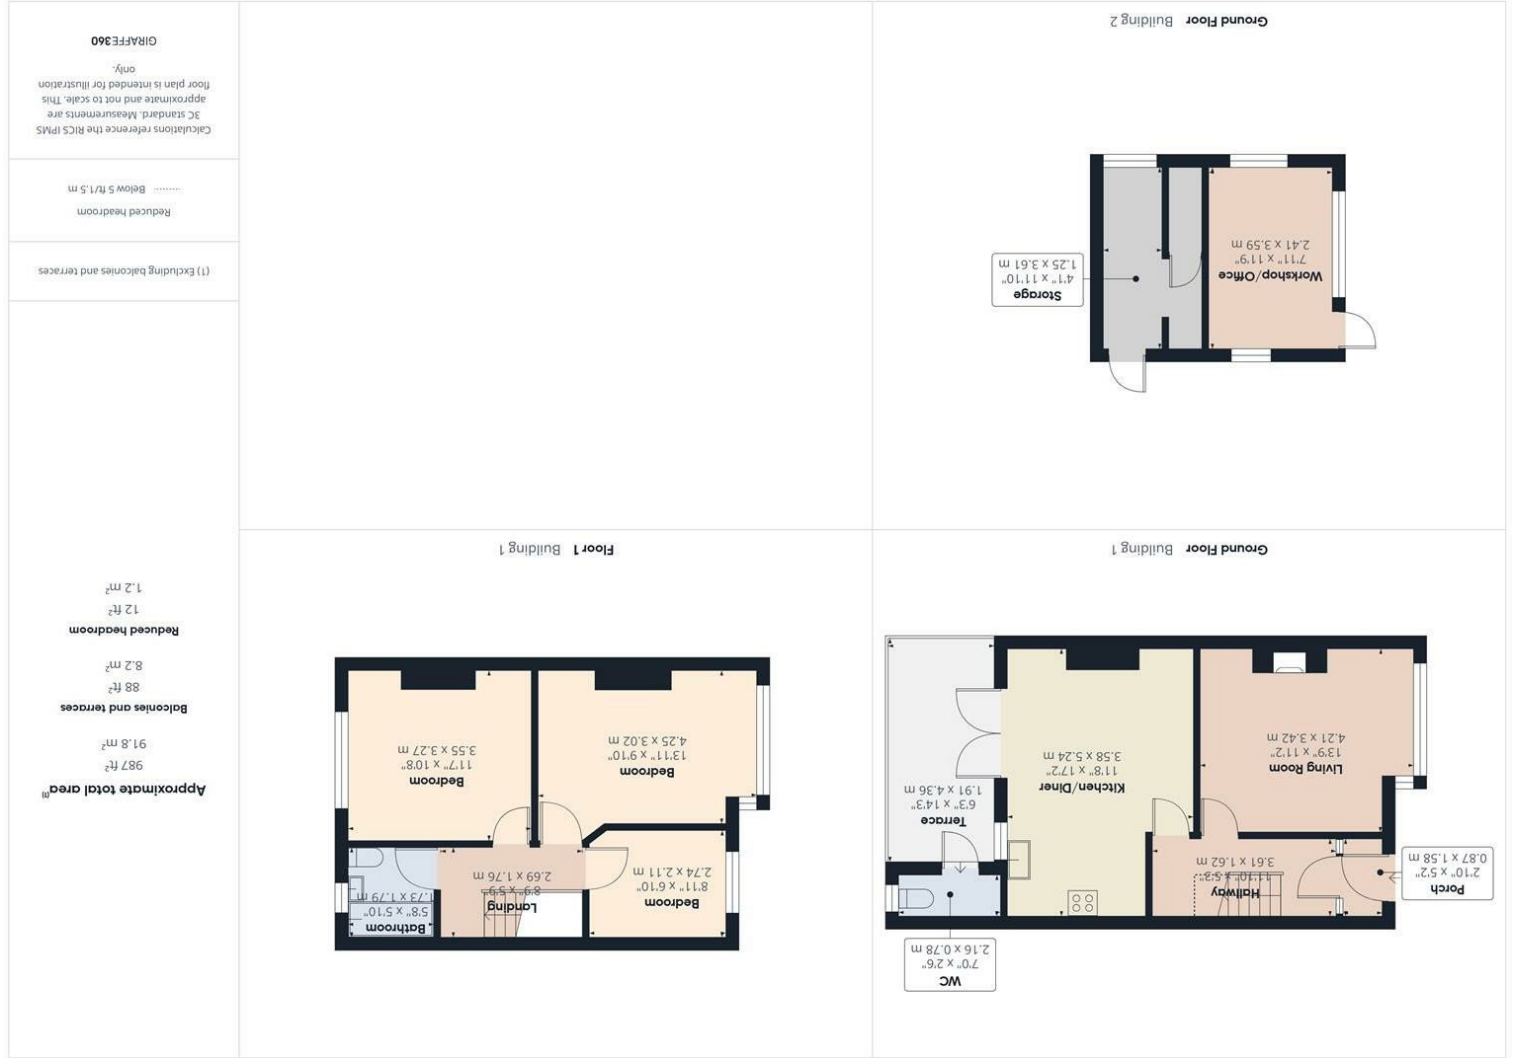 WC
7'0" x 2'6"
2.16 x 0.78 m
Porch
2'10" x 5'2"
0.87 x 1.58 m
Hallway
11'10" x 5'3"
3.61 x 1.62 m
Terrace
6'3" x 14'3"
1.91 x 4.36 m
Living Room
13'9" x 11'2"
4.21 x 3.42 m
Kitchen/Diner
11'8" x 17'2"
3.58 x 5.24 m
Ground Floor Building 1
Landing
8'9" x 5'9"
2.69 x 1.76 m
Bathroom
5'8" x 5'10"
1.73 x 1.79 m
Bedroom
8'11" x 6'10"
2.74 x 2.11 m
Bedroom
13'11" x 9'10"
4.25 x 3.02 m
Bedroom
11'7" x 10'8"
3.55 x 3.27 m
Floor 1 Building 1
Storage
4'1" x 11'10"
1.25 x 3.61 m
Workshop/Office
7'11" x 11'9"
2.41 x 3.59 m
Ground Floor Building 2
Approximate total area(1)
987 ft²
91.8 m²
Balconies and terraces
88 ft²
8.2 m²
Reduced headroom
12 ft²
1.2 m²
(1) Excluding balconies and terraces
Reduced headroom
........ Below 5 ft/1.5 m
Calculations reference the RICS IPMS
3C standard. Measurements are
approximate and not to scale. This
floor plan is intended for illustration
only.
GIRAFFE360